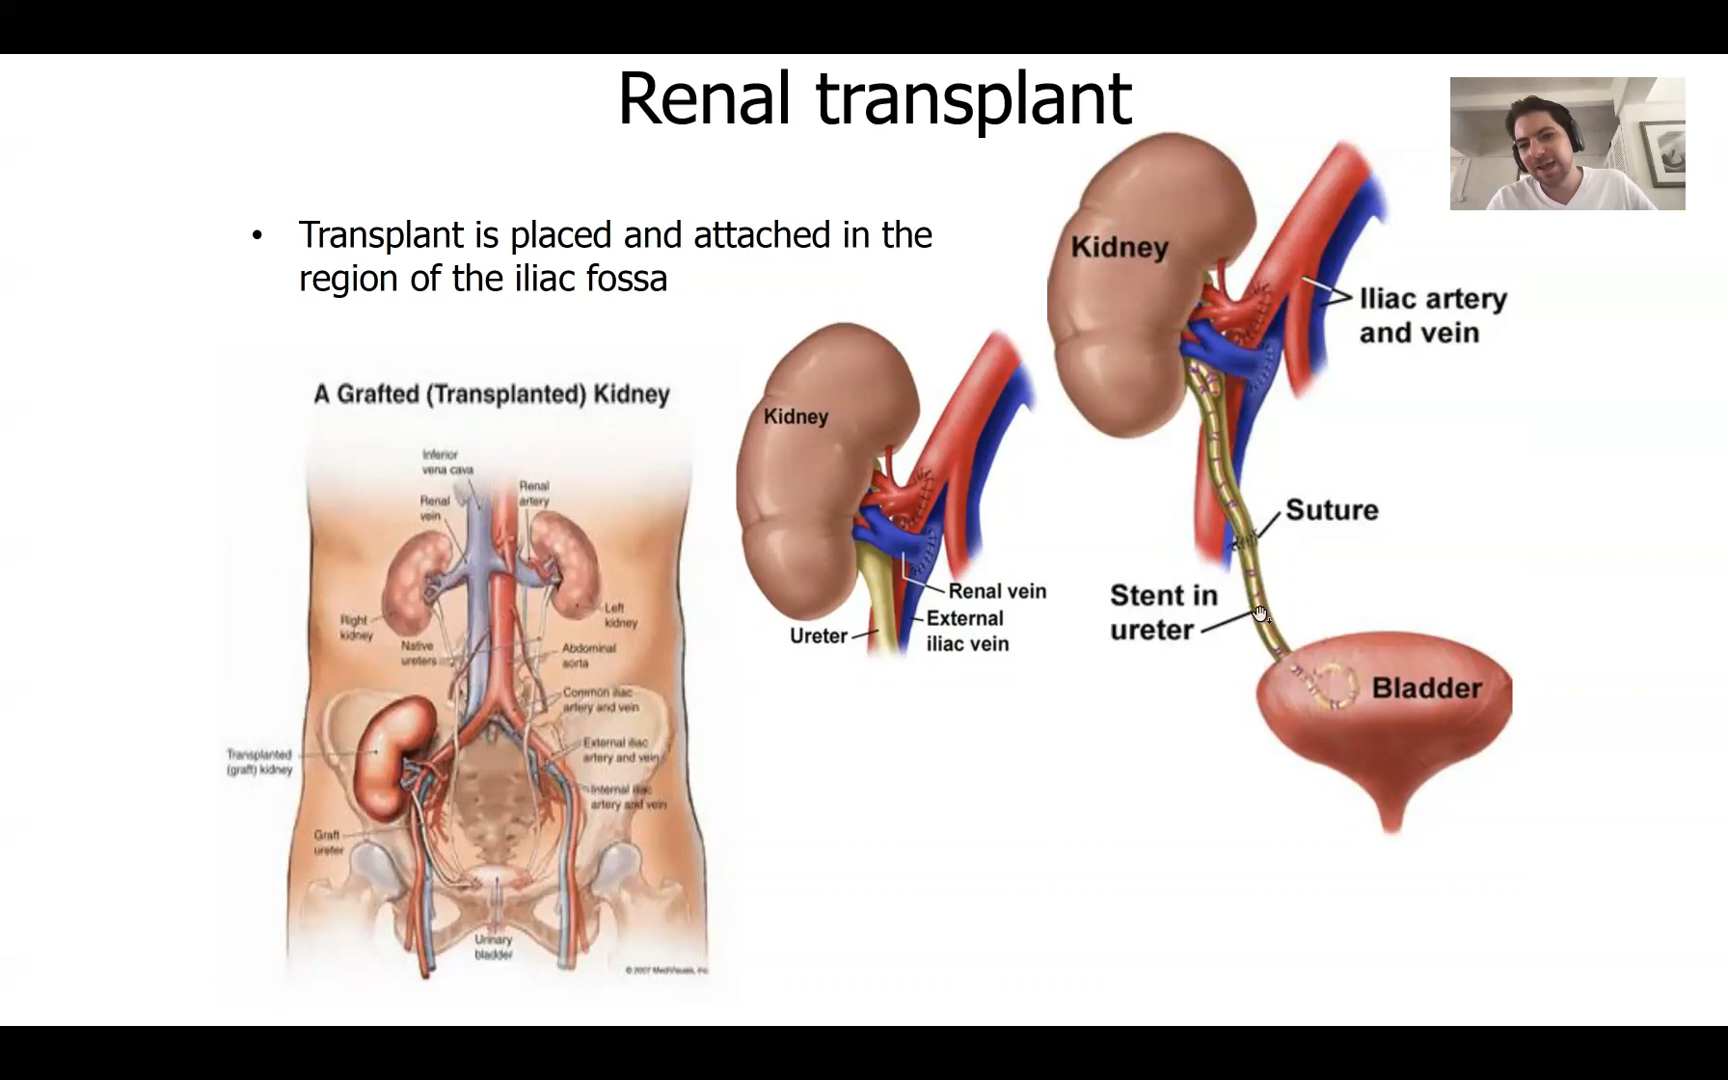 Renal transplant
• Transplant is placed and attached in the
region of the iliac fossa
A Grafted (Transplanted) Kidney
Inferior
vena cava
Renal
vein
Renal
artery
Right
kidney
Left
kidney
Native
ureters
Abdominal
aorta
Common iliac
artery and vein
External iliac
artery and vein
Internal iliac
artery and vein
Transplanted
(graft) kidney
Graft
ureter
Urinary
bladder
© 2007 MediVisuals, Inc.
Kidney
Renal vein
External
iliac vein
Ureter
Kidney
Iliac artery
and vein
Suture
Stent in
ureter
Bladder